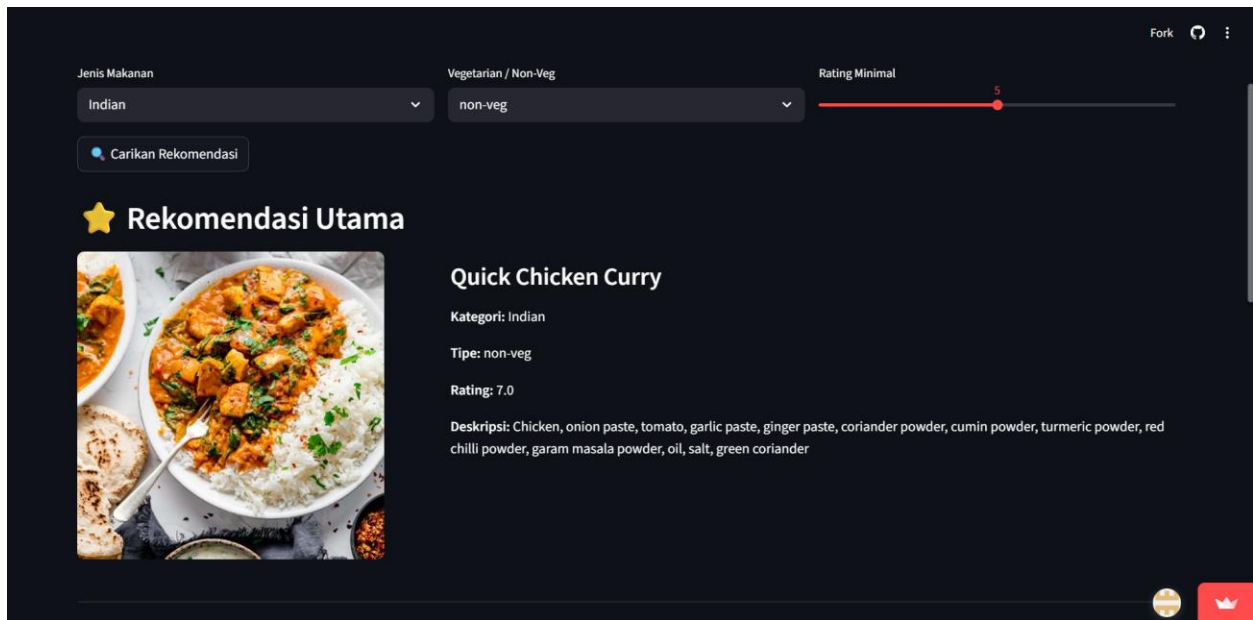 Fork
Jenis Makanan
Vegetarian / Non-Veg
Rating Minimal
Indian
non-veg
5
Carikan Rekomendasi
Rekomendasi Utama
Quick Chicken Curry
Kategori: Indian
Tipe: non-veg
Rating: 7.0
Deskripsi: Chicken, onion paste, tomato, garlic paste, ginger paste, coriander powder, cumin powder, turmeric powder, red
chilli powder, garam masala powder, oil, salt, green coriander